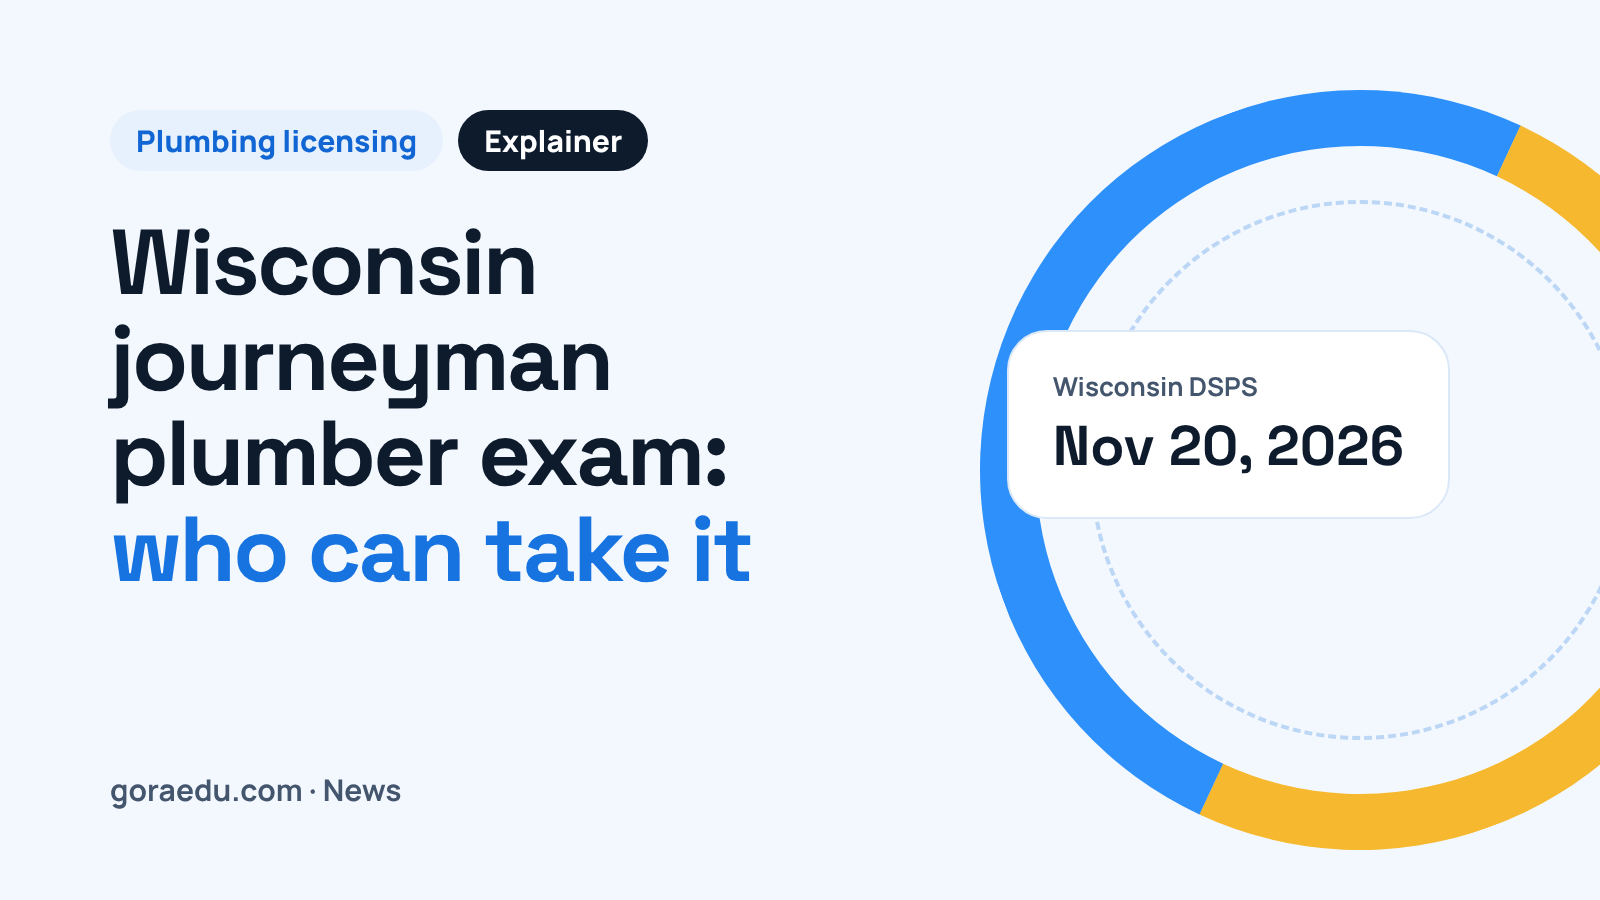 Plumbing licensing
Explainer
Wisconsin
journeyman
plumber exam:
who can take it
Wisconsin DSPS
Nov 20, 2026
goraedu.com · News